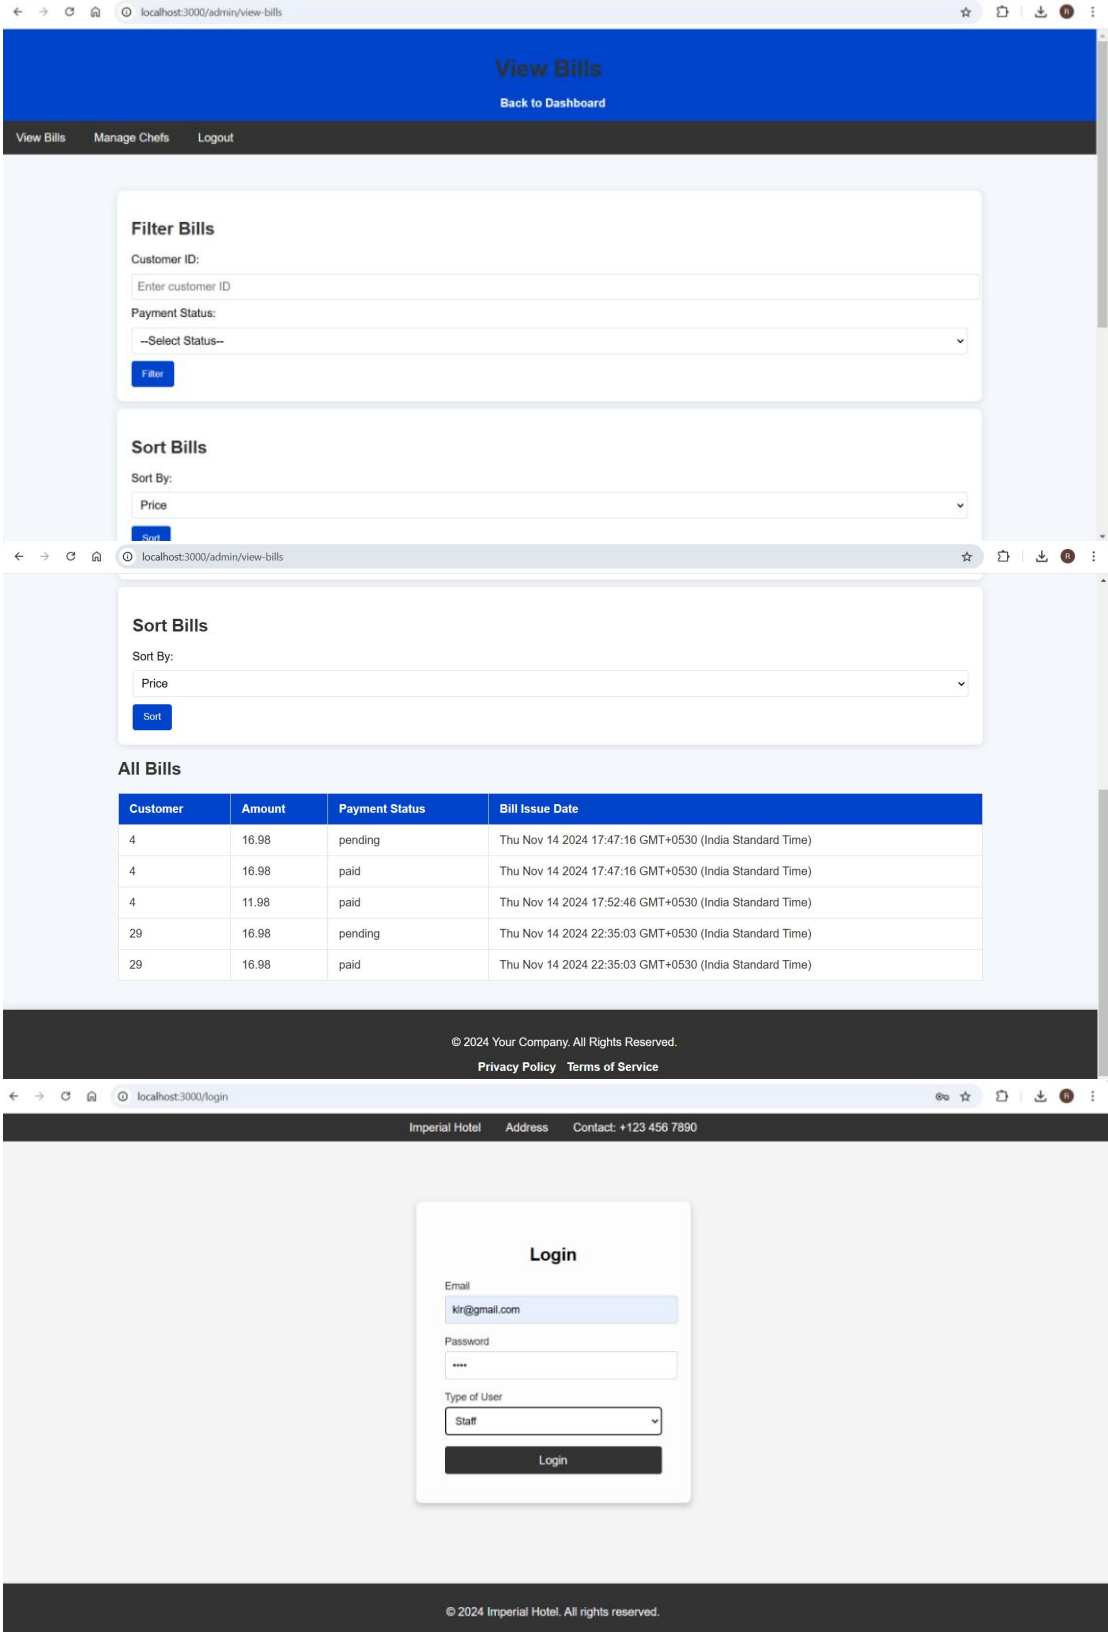 localhost:3000/admin/view-bills
View Bills
Back to Dashboard
View Bills Manage Chefs Logout
Filter Bills
Customer ID:
Enter customer ID
Payment Status:
--Select Status--
Filter
Sort Bills
Sort By:
Price
Sort
localhost:3000/admin/view-bills
Sort Bills
Sort By:
Price
Sort
All Bills
Customer Amount Payment Status Bill Issue Date
4 16.98 pending Thu Nov 14 2024 17:47:16 GMT+0530 (India Standard Time)
4 16.98 paid Thu Nov 14 2024 17:47:16 GMT+0530 (India Standard Time)
4 11.98 paid Thu Nov 14 2024 17:52:46 GMT+0530 (India Standard Time)
29 16.98 pending Thu Nov 14 2024 22:35:03 GMT+0530 (India Standard Time)
29 16.98 paid Thu Nov 14 2024 22:35:03 GMT+0530 (India Standard Time)
© 2024 Your Company. All Rights Reserved.
Privacy Policy Terms of Service
localhost:3000/login
Imperial Hotel Address Contact: +123 456 7890
Login
Email
klr@gmail.com
Password
••••
Type of User
Staff
Login
© 2024 Imperial Hotel. All rights reserved.